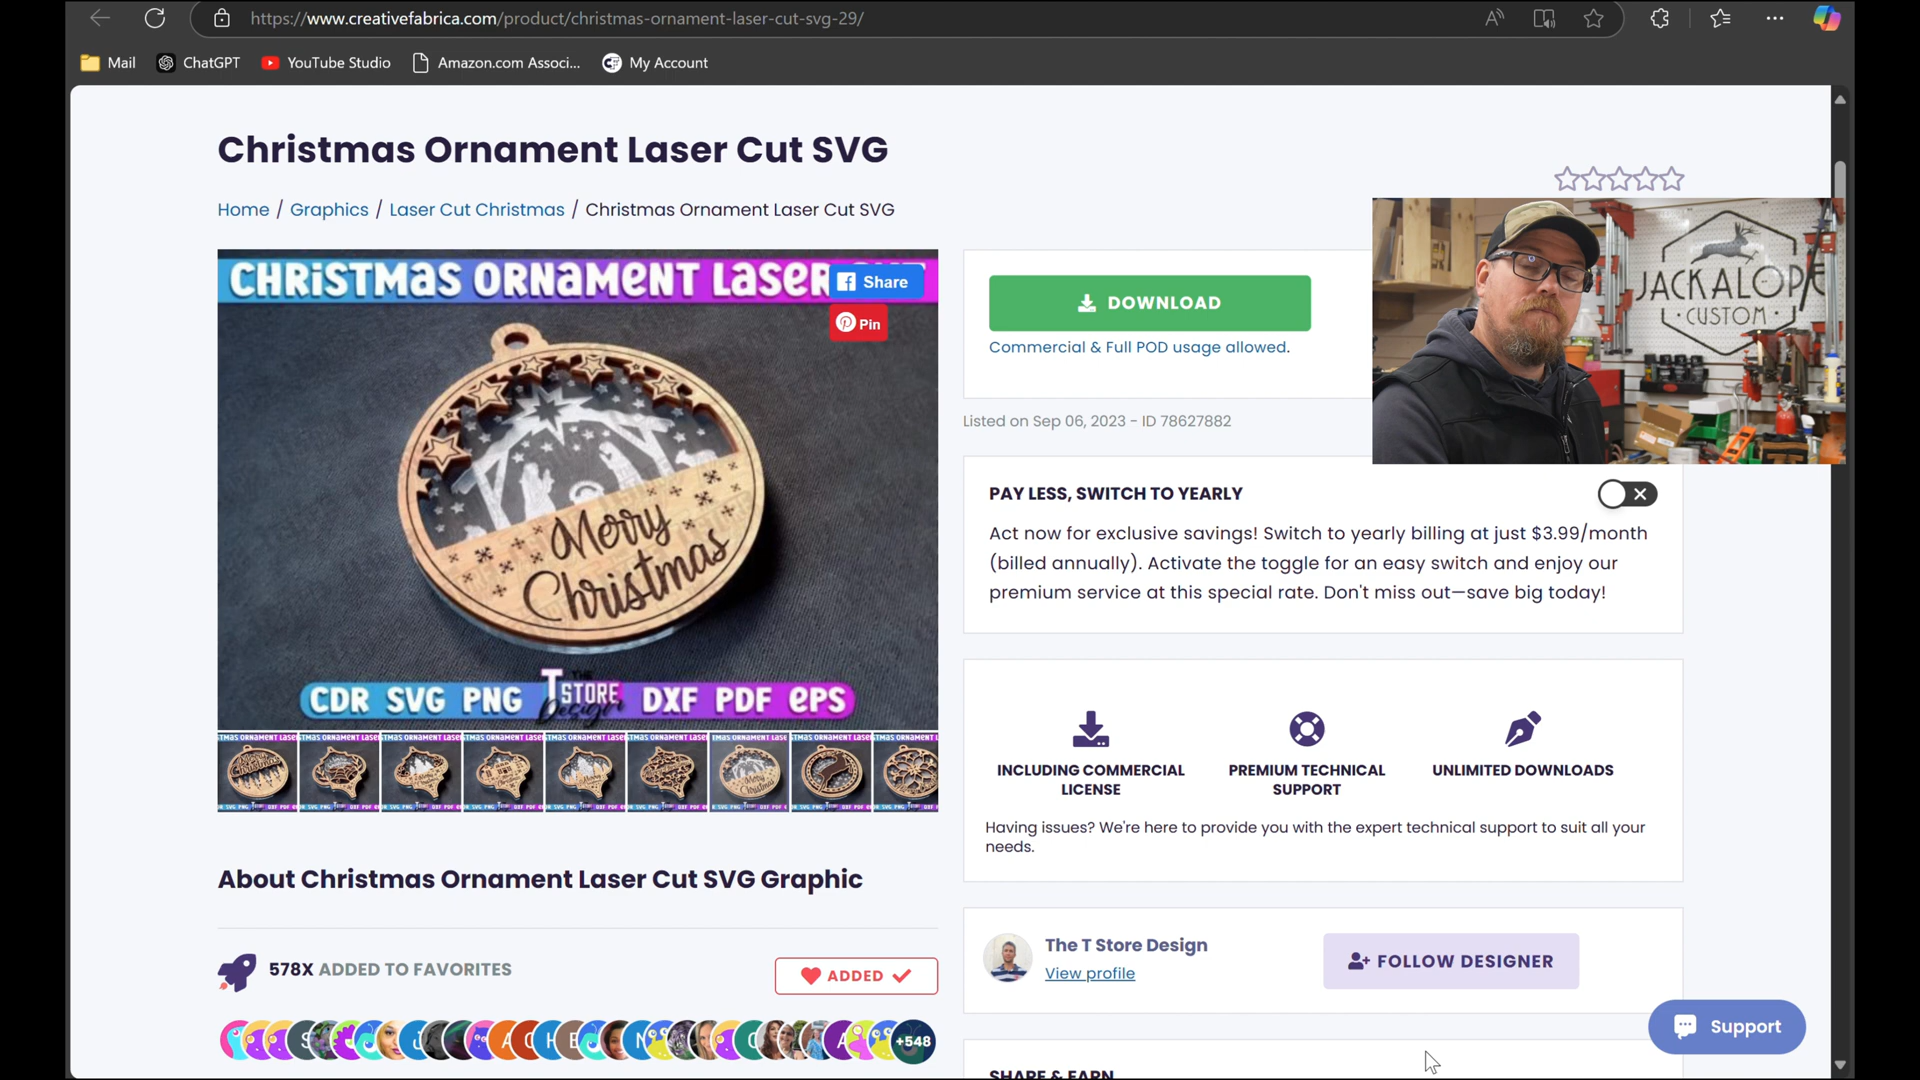 https://www.creativefabrica.com/product/christmas-ornament-laser-cut-svg-29/
Mail
ChatGPT
YouTube Studio
Amazon.com Associ...
My Account
Christmas Ornament Laser Cut SVG
Home / Graphics / Laser Cut Christmas / Christmas Ornament Laser Cut SVG
CHRiSTMAS ORNAMENT LASER
Share
Pin
Merry
Christmas
CDR SVG PNG
THE
T STORE
Design
DXF PDF ePS
DOWNLOAD
Commercial & Full POD usage allowed.
JACKALOPE
· CUSTOM ·
Listed on Sep 06, 2023 - ID 78627882
PAY LESS, SWITCH TO YEARLY
Act now for exclusive savings! Switch to yearly billing at just $3.99/month
(billed annually). Activate the toggle for an easy switch and enjoy our
premium service at this special rate. Don't miss out—save big today!
INCLUDING COMMERCIAL
LICENSE
PREMIUM TECHNICAL
SUPPORT
UNLIMITED DOWNLOADS
Having issues? We're here to provide you with the expert technical support to suit all your
needs.
About Christmas Ornament Laser Cut SVG Graphic
578X ADDED TO FAVORITES
ADDED
+548
The T Store Design
View profile
FOLLOW DESIGNER
Support
SHARE & EARN